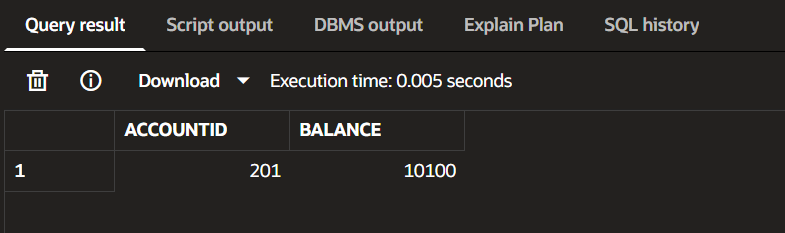 Query result Script output DBMS output Explain Plan SQL history
Download Execution time: 0.005 seconds
ACCOUNTID BALANCE
1 201 10100